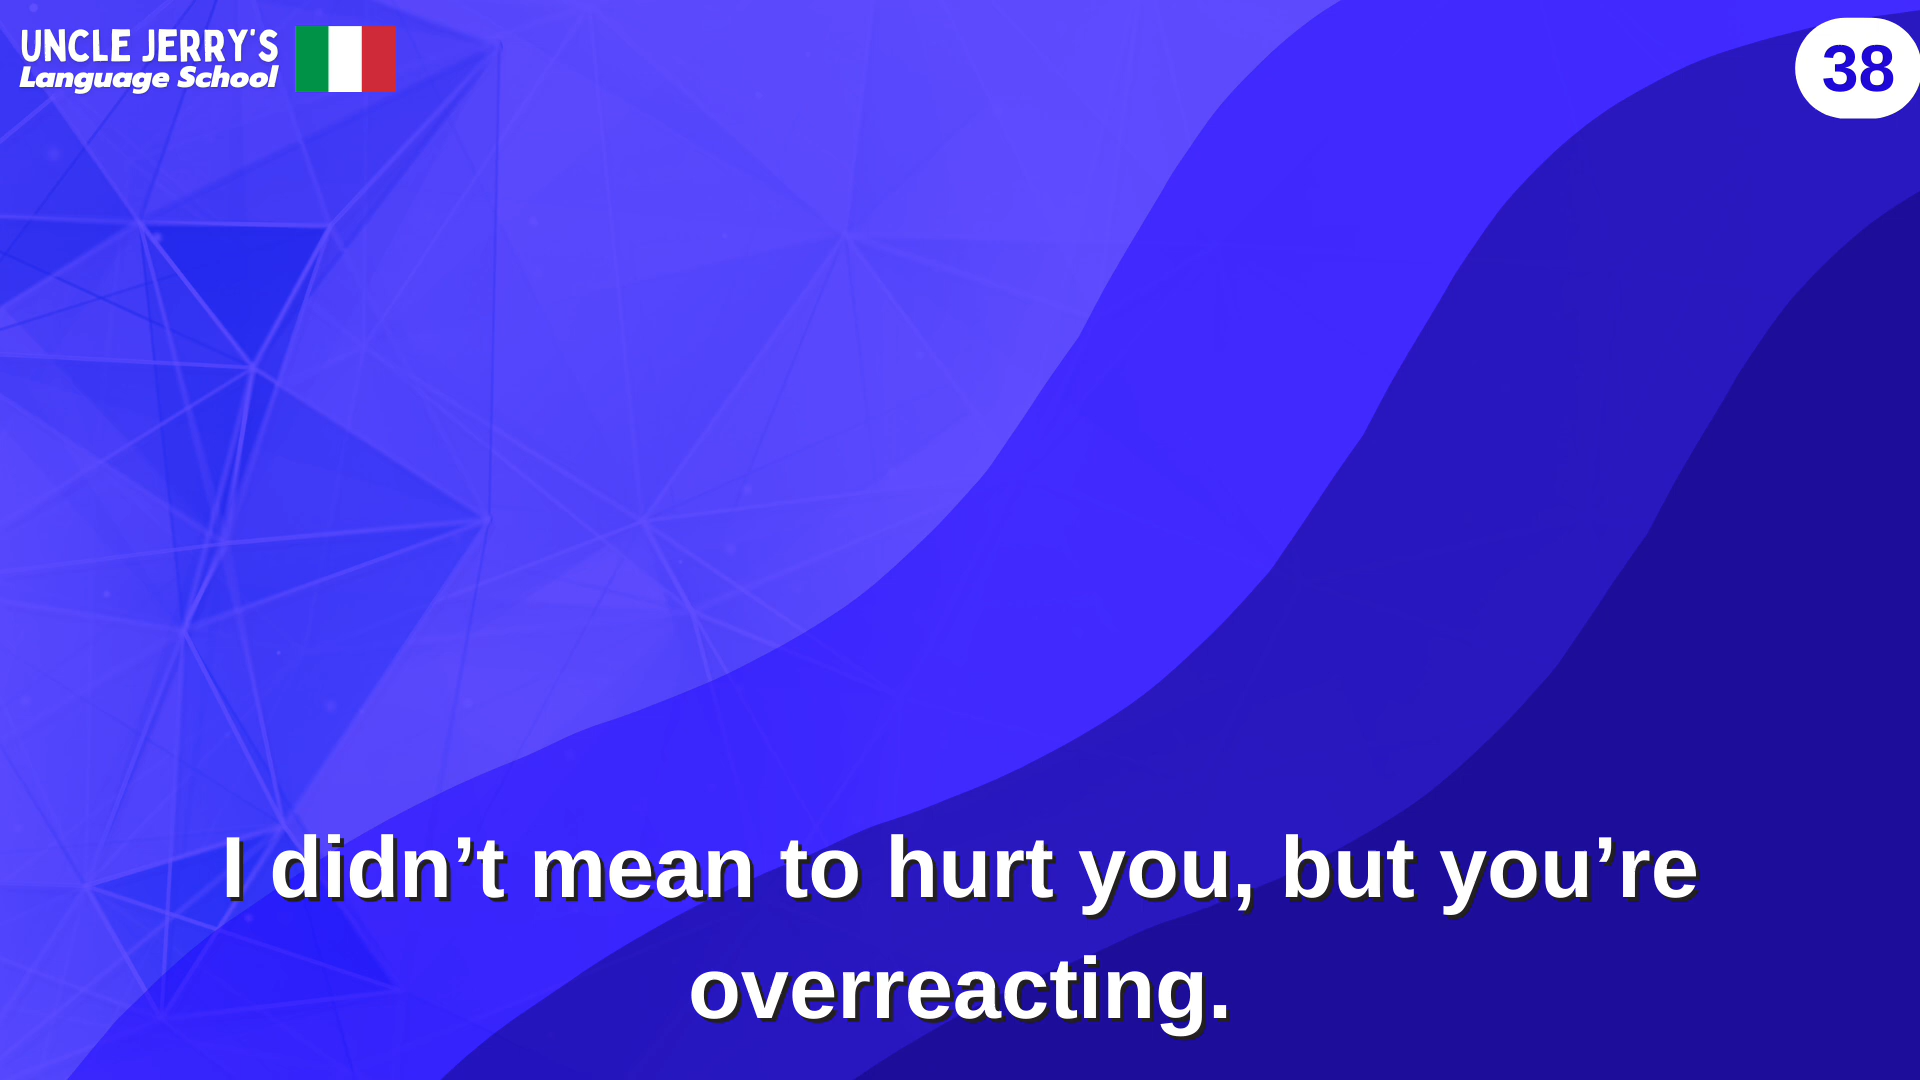 UNCLE JERRY'S
Language School
38
I didn’t mean to hurt you, but you’re
overreacting.